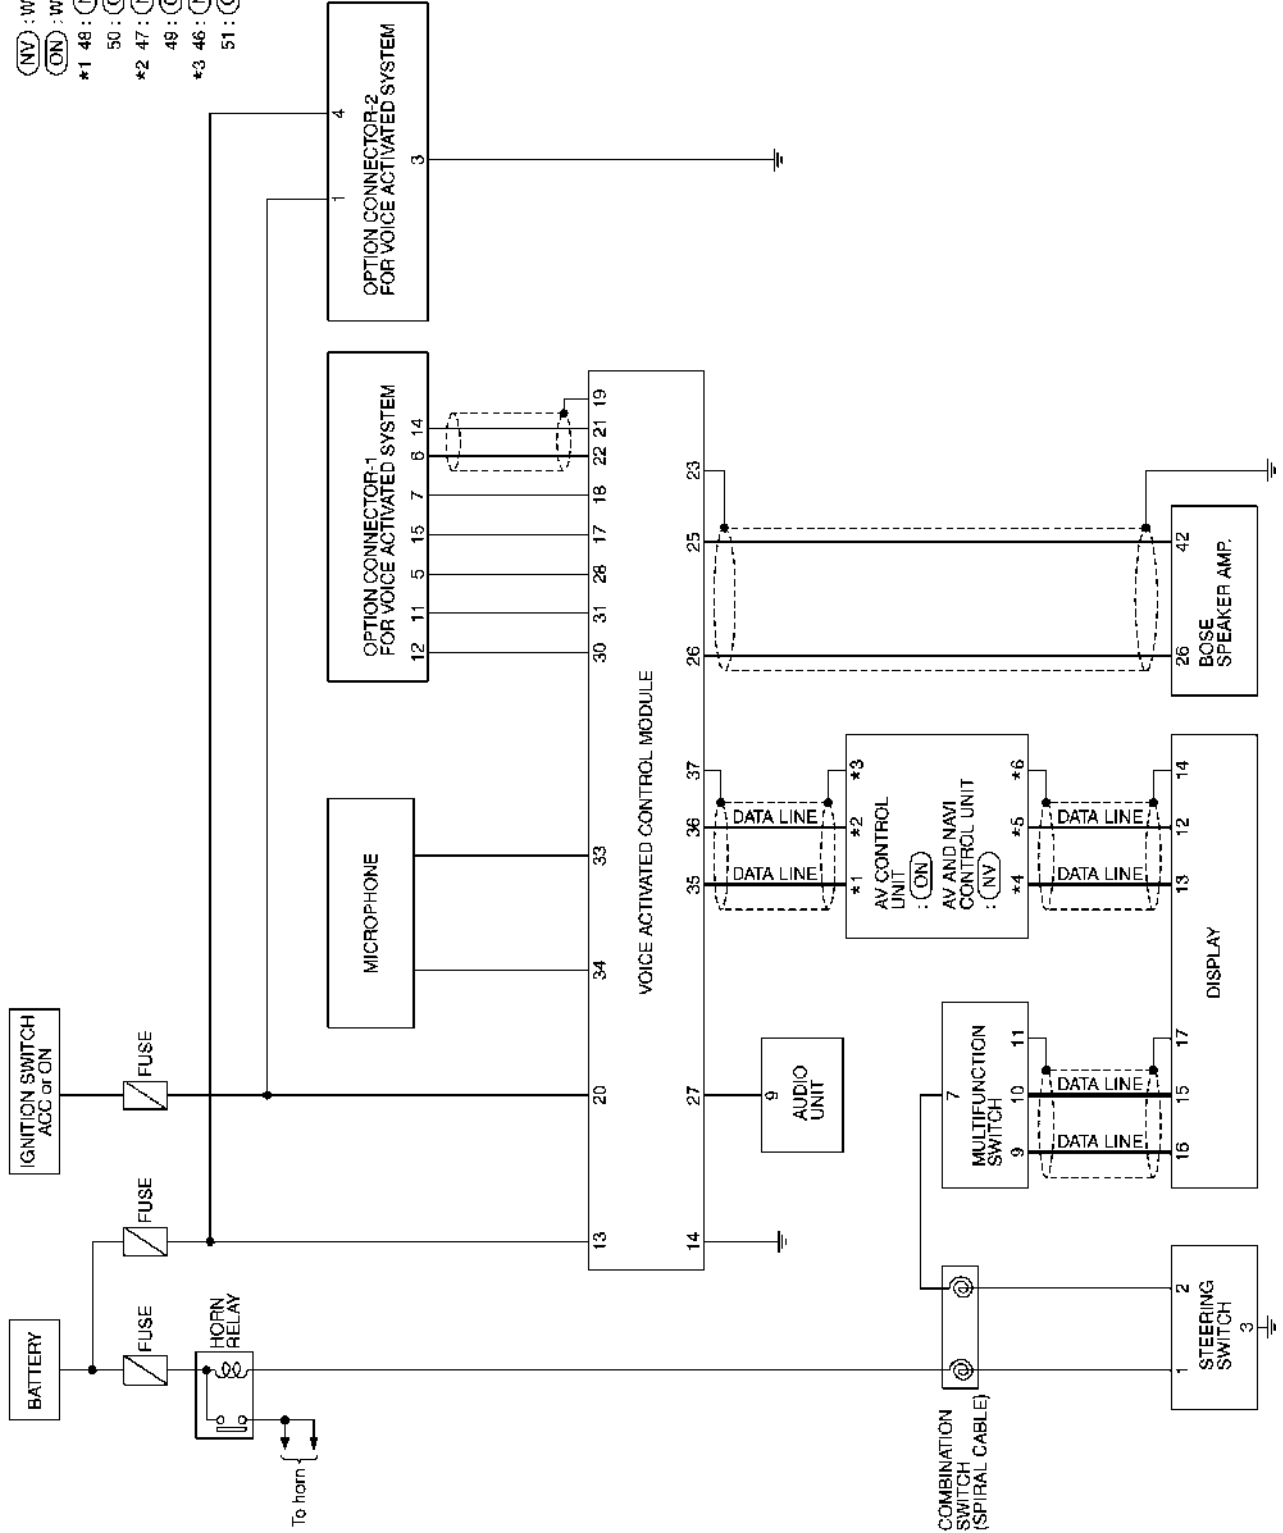 (NV) : W
(ON) : W
*1 48 :
50 :
*2 47 :
49 :
*3 46 :
51 :
BATTERY
IGNITION SWITCH
ACC or ON
FUSE
FUSE
FUSE
HORN
RELAY
To horn
OPTION CONNECTOR-2
FOR VOICE ACTIVATED SYSTEM
1
4
3
MICROPHONE
OPTION CONNECTOR-1
FOR VOICE ACTIVATED SYSTEM
12 11 5 15 7 6 14
13 20 34 33 30 31 28 17 18 22 21 19
VOICE ACTIVATED CONTROL MODULE
14 27 35 36 37 26 25 23
9
AUDIO
UNIT
DATA LINE
DATA LINE
*1 *2 *3
AV CONTROL
UNIT
: (ON)
AV AND NAVI
CONTROL UNIT
: (NV)
*4 *5 *6
DATA LINE
DATA LINE
COMBINATION
SWITCH
(SPIRAL CABLE)
7
MULTIFUNCTION
SWITCH
9 10 11
DATA LINE
DATA LINE
1 2
STEERING
SWITCH
3
16 15 17 13 12 14
DISPLAY
26 42
BOSE
SPEAKER AMP.